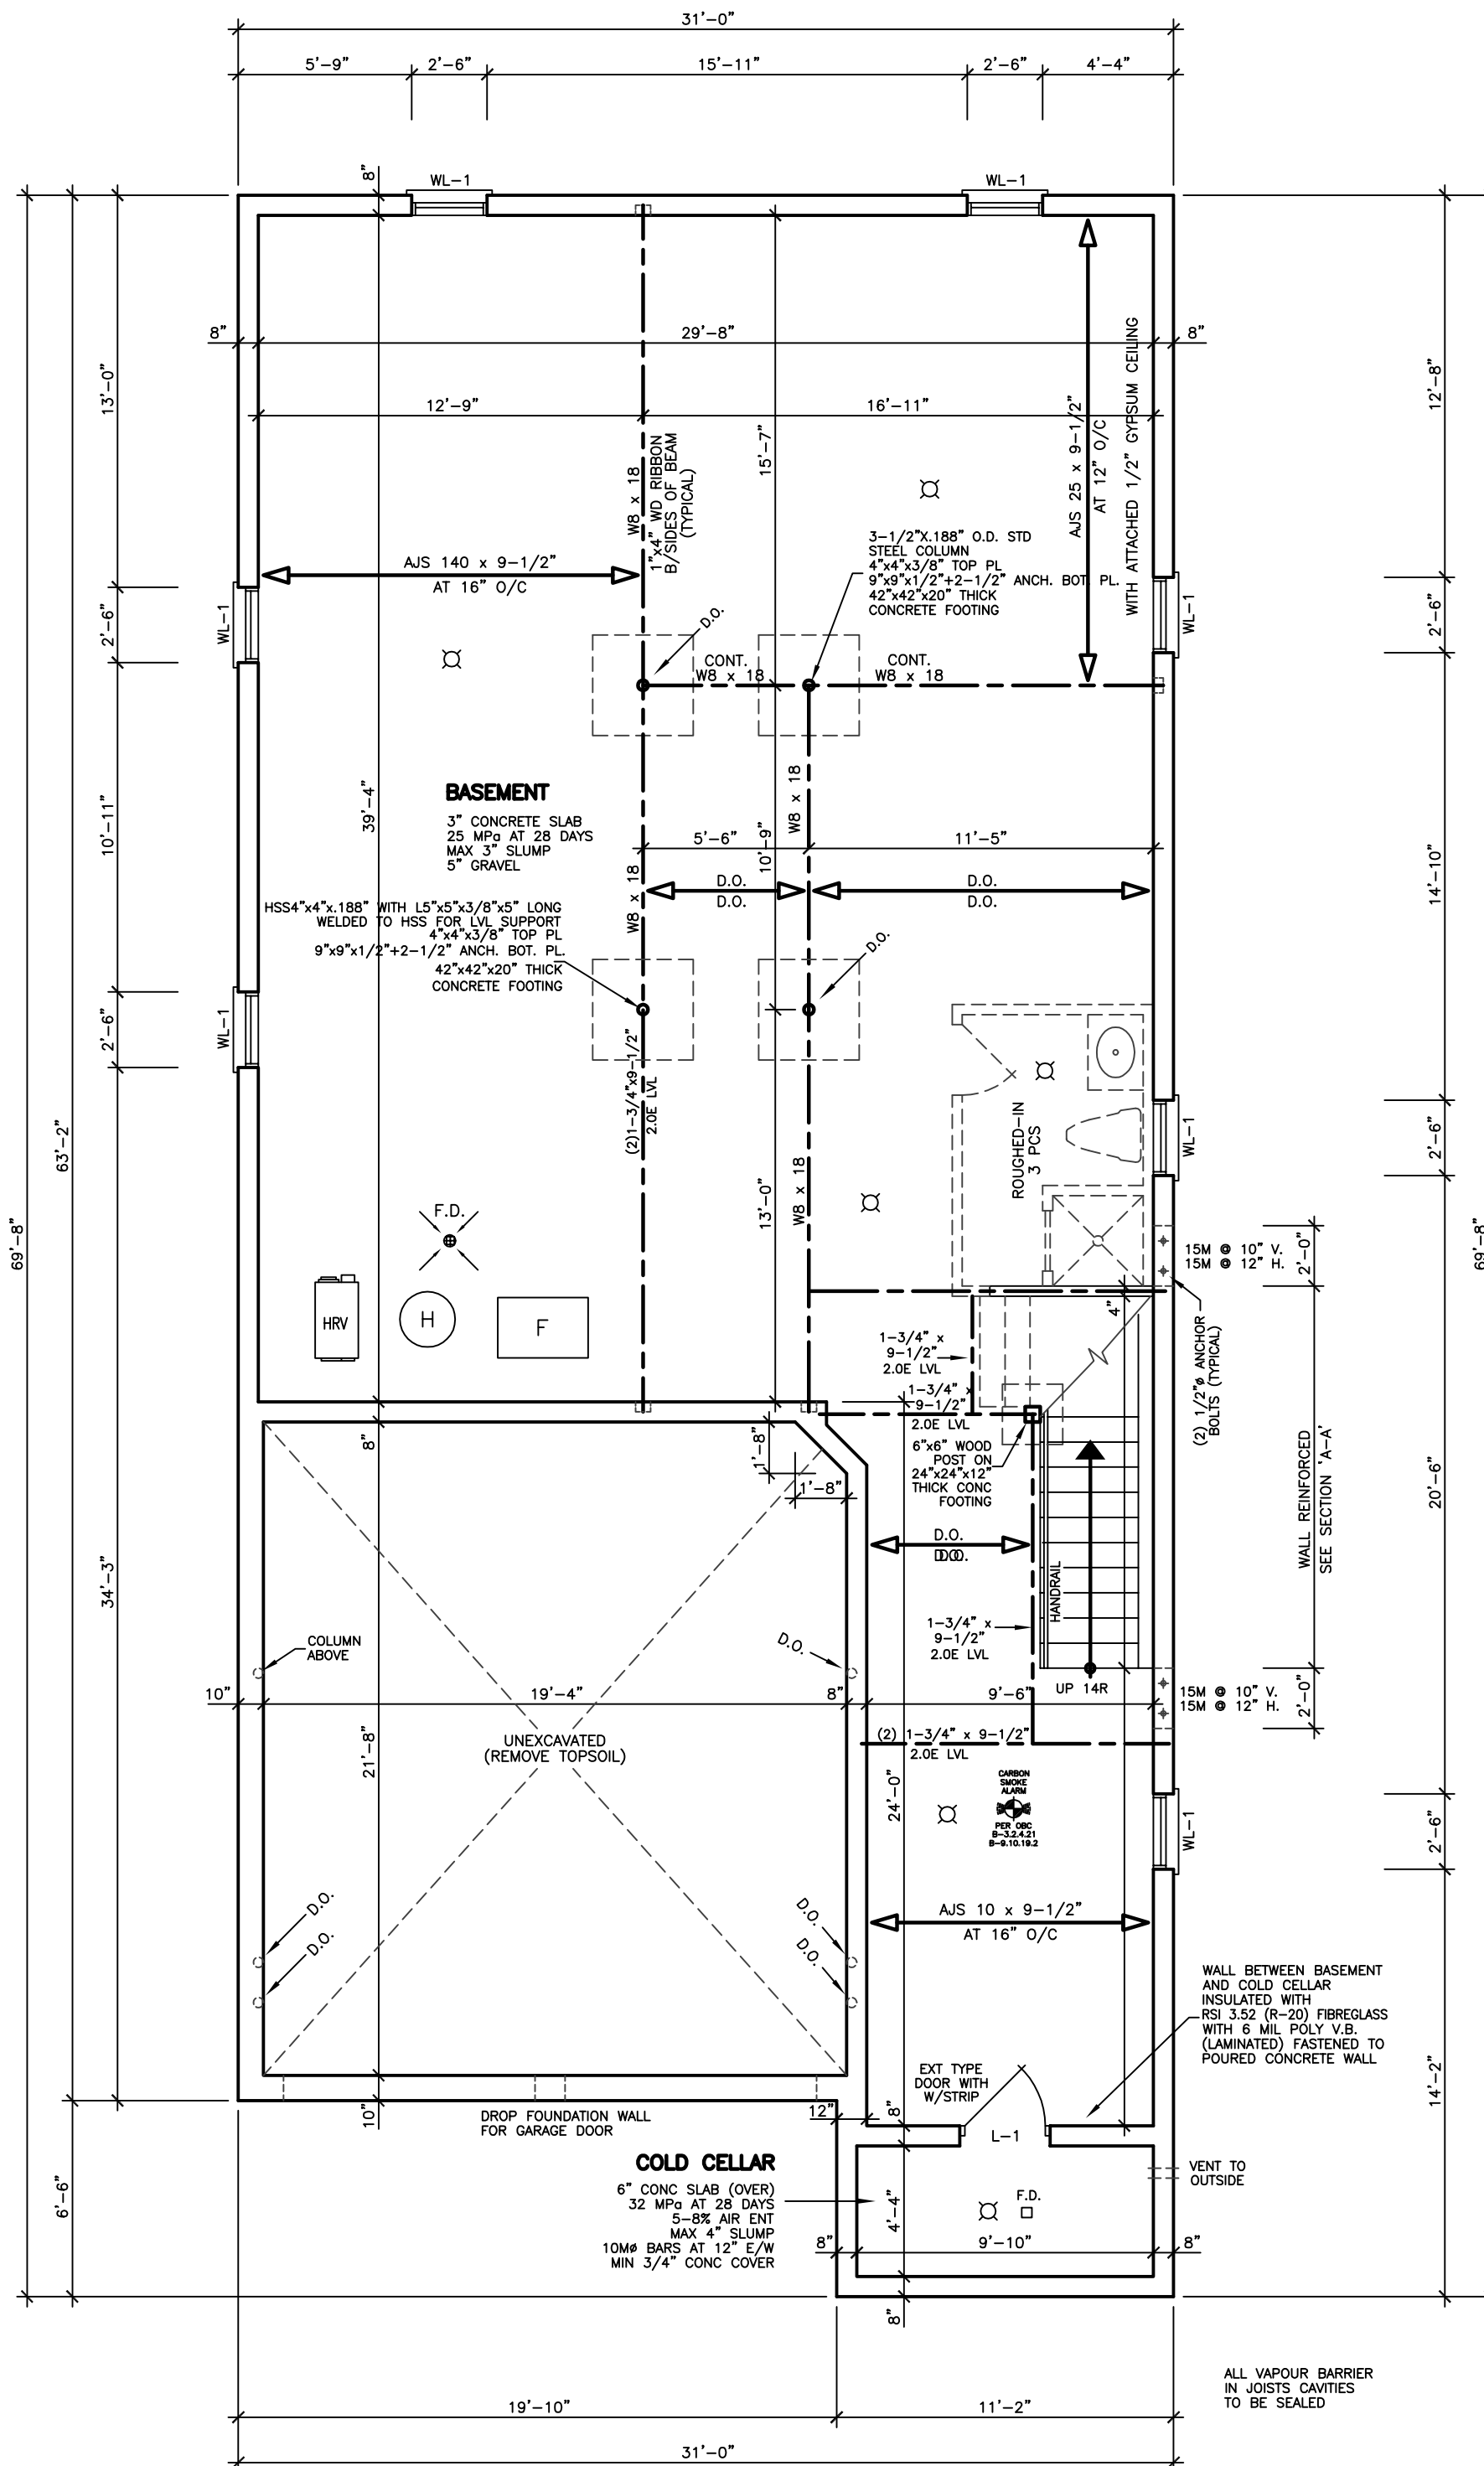 31'-0"
5'-9"
2'-6"
15'-11"
2'-6"
4'-4"
8"
WL-1
WL-1
8"
29'-8"
8"
12'-9"
16'-11"
13'-0"
12'-8"
15'-7"
W8 x 18
1"x4" WD RIBBON
B/SIDES OF BEAM
(TYPICAL)
AJS 25 x 9-1/2"
AT 12" O/C
WITH ATTACHED 1/2" GYPSUM CEILING
AJS 140 x 9-1/2"
AT 16" O/C
3-1/2"X.188" O.D. STD
STEEL COLUMN
4"x4"x3/8" TOP PL
9"x9"x1/2"+2-1/2" ANCH. BOT. PL.
42"x42"x20" THICK
CONCRETE FOOTING
WL-1
2'-6"
WL-1
2'-6"
D.O.
CONT.
W8 x 18
CONT.
W8 x 18
BASEMENT
3" CONCRETE SLAB
25 MPa AT 28 DAYS
MAX 3" SLUMP
5" GRAVEL
39'-4"
10'-11"
14'-10"
W8 x 18
10'-9"
5'-6"
11'-5"
W8 x 18
D.O.
D.O.
D.O.
D.O.
HSS4"x4"x.188" WITH L5"x5"x3/8"x5" LONG
WELDED TO HSS FOR LVL SUPPORT
4"x4"x3/8" TOP PL
9"x9"x1/2"+2-1/2" ANCH. BOT. PL.
42"x42"x20" THICK
CONCRETE FOOTING
D.O.
WL-1
2'-6"
(2)1-3/4"x9-1/2"
2.0E LVL
ROUGHED-IN
3 PCS
WL-1
2'-6"
63'-2"
69'-8"
69'-8"
13'-0"
W8 x 18
F.D.
HRV
H
F
15M @ 10" V.
15M @ 12" H.
2'-0"
4"
(2) 1/2"ø ANCHOR
BOLTS (TYPICAL)
1-3/4" x
9-1/2"
2.0E LVL
1-3/4" x
9-1/2"
2.0E LVL
6"x6" WOOD
POST ON
24"x24"x12"
THICK CONC
FOOTING
8"
1'-8"
1'-8"
WALL REINFORCED
SEE SECTION 'A-A'
20'-6"
34'-3"
D.O.
HANDRAIL
1-3/4" x
9-1/2"
2.0E LVL
COLUMN
ABOVE
D.O.
UP 14R
10"
19'-4"
8"
9'-6"
15M @ 10" V.
15M @ 12" H.
2'-0"
UNEXCAVATED
(REMOVE TOPSOIL)
21'-8"
(2) 1-3/4" x 9-1/2"
2.0E LVL
24'-0"
CARBON
SMOKE
ALARM
PER OBC
B-3.2.4.21
B-9.10.19.2
WL-1
2'-6"
D.O.
D.O.
D.O.
D.O.
AJS 10 x 9-1/2"
AT 16" O/C
WALL BETWEEN BASEMENT
AND COLD CELLAR
INSULATED WITH
RSI 3.52 (R-20) FIBREGLASS
WITH 6 MIL POLY V.B.
(LAMINATED) FASTENED TO
POURED CONCRETE WALL
14'-2"
EXT TYPE
DOOR WITH
W/STRIP
10"
DROP FOUNDATION WALL
FOR GARAGE DOOR
12"
8"
L-1
COLD CELLAR
6" CONC SLAB (OVER)
32 MPa AT 28 DAYS
5-8% AIR ENT
MAX 4" SLUMP
10Mø BARS AT 12" E/W
MIN 3/4" CONC COVER
VENT TO
OUTSIDE
6'-6"
4'-4"
F.D.
8"
9'-10"
8"
8"
ALL VAPOUR BARRIER
IN JOISTS CAVITIES
TO BE SEALED
19'-10"
11'-2"
31'-0"